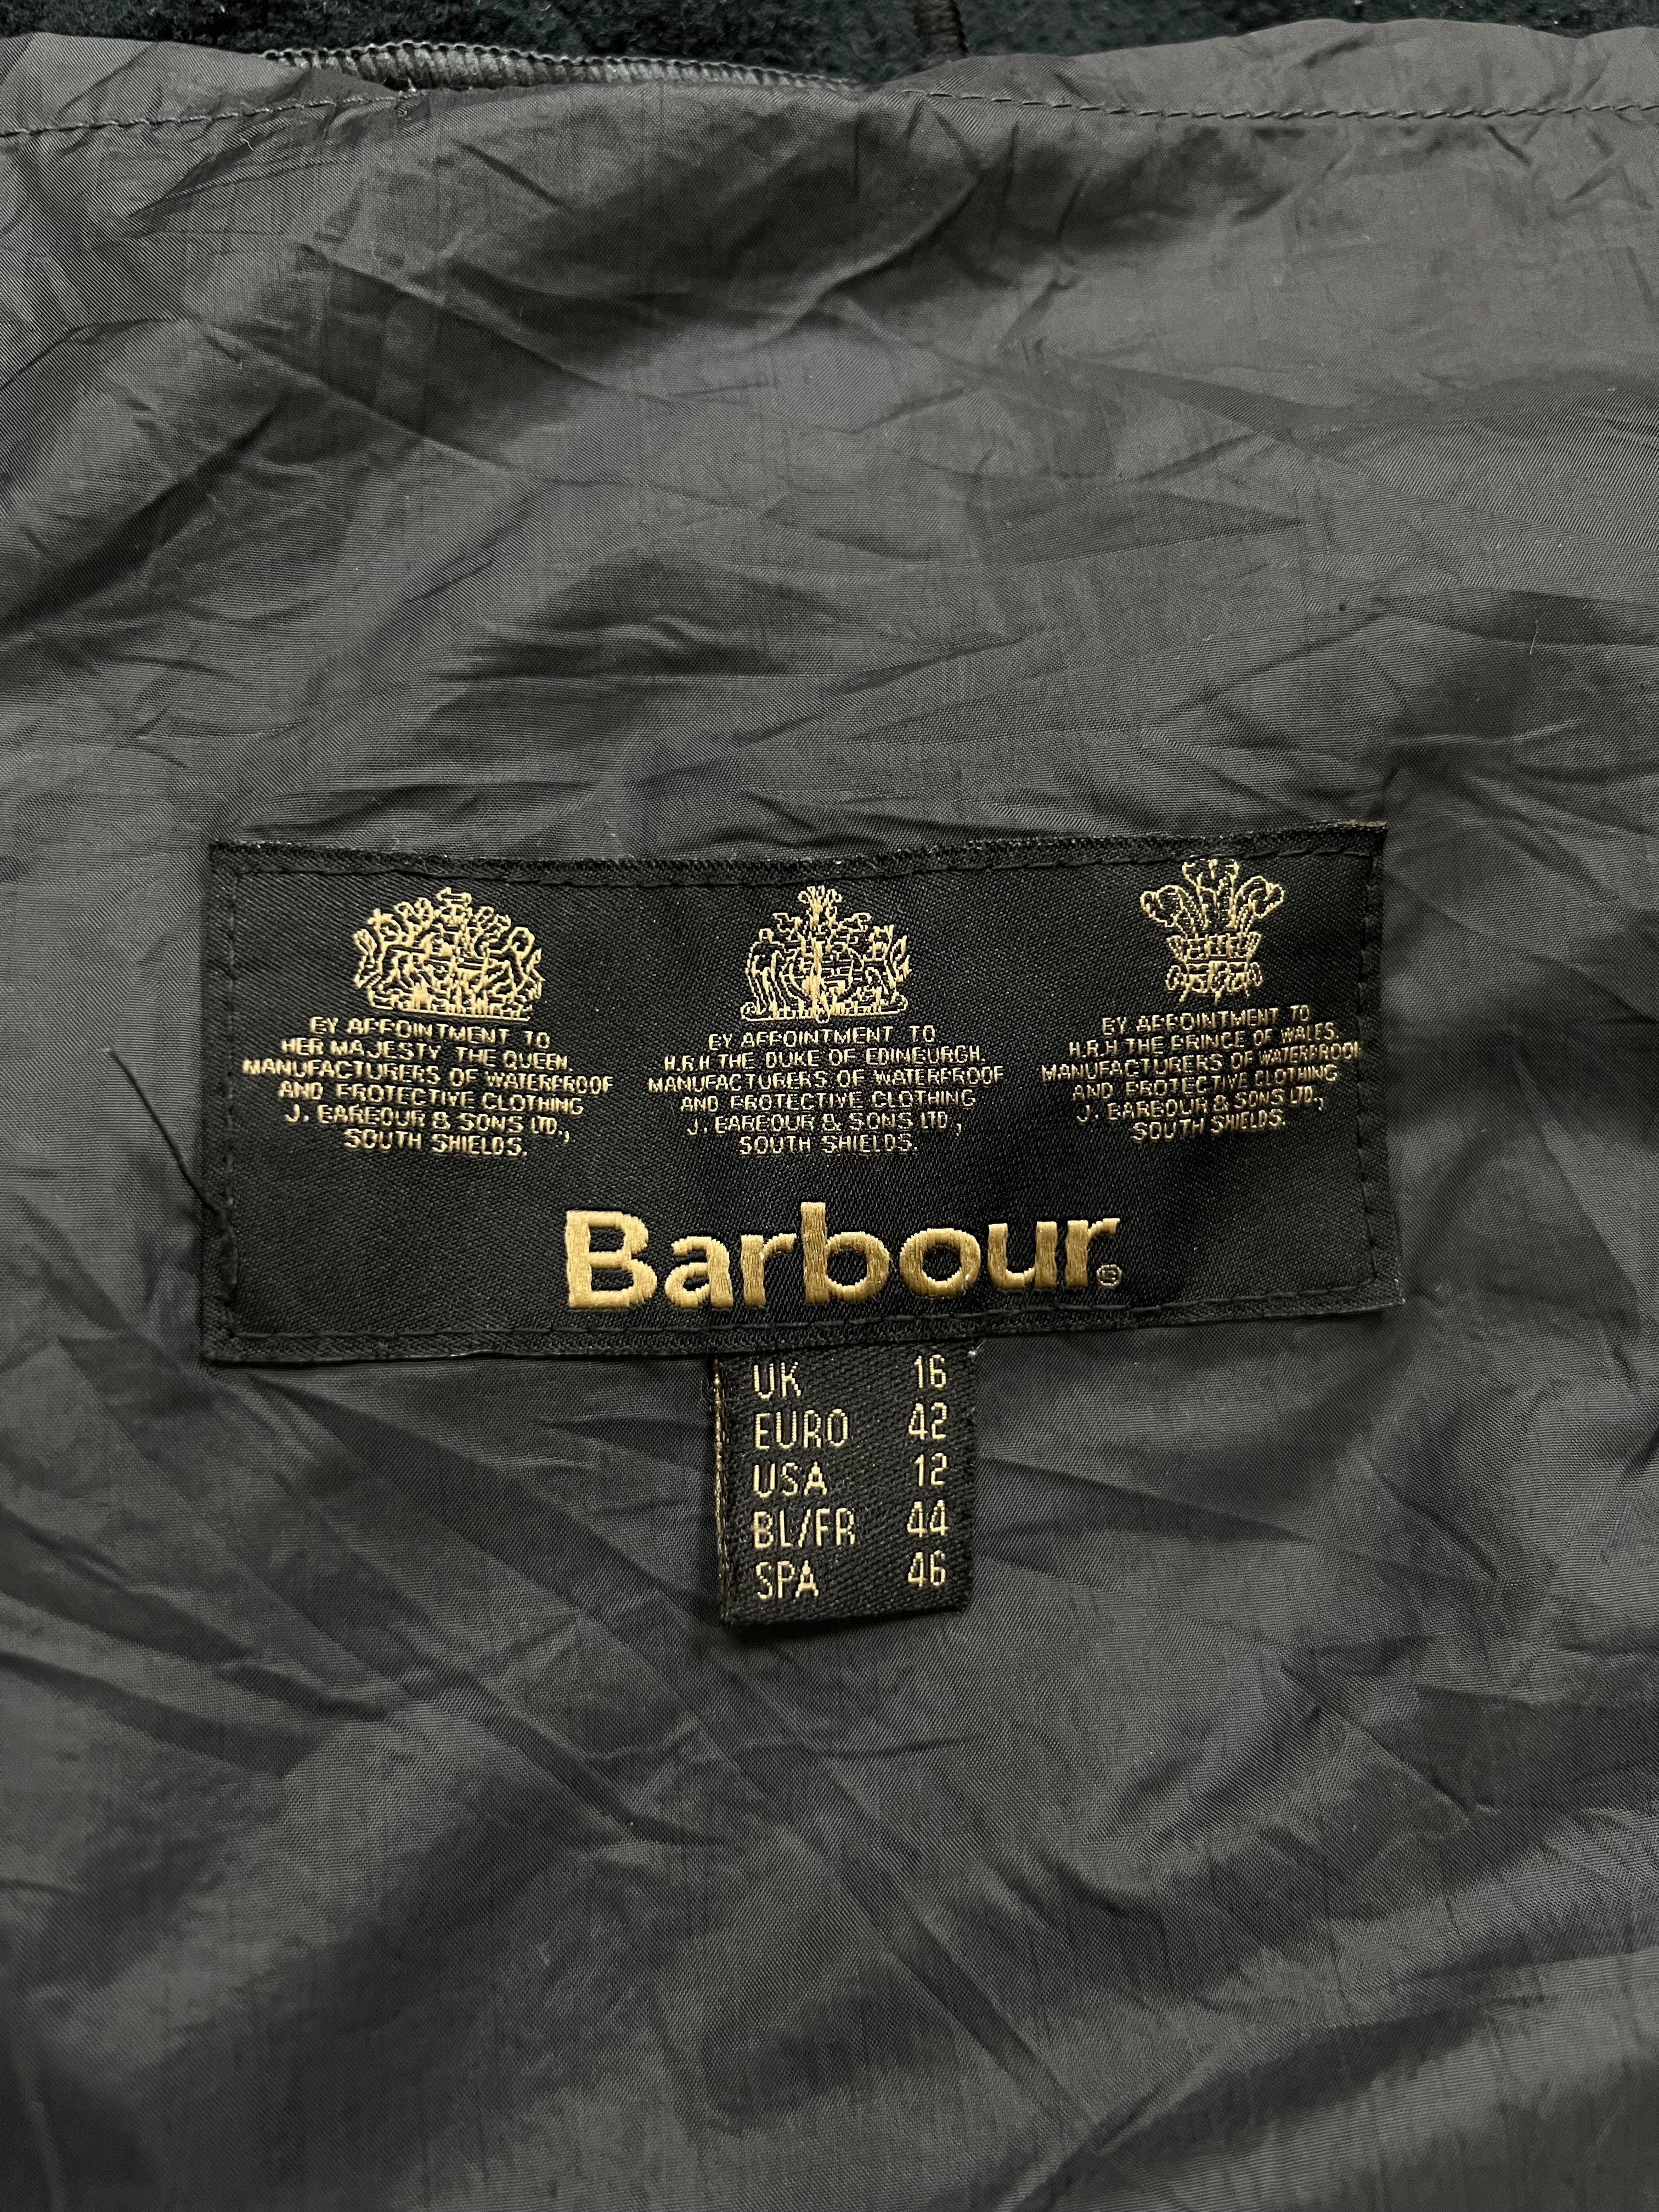 BY APPOINTMENT TO
HER MAJESTY THE QUEEN
MANUFACTURERS OF WATERPROOF
AND PROTECTIVE CLOTHING
J. BARBOUR & SONS LTD.,
SOUTH SHIELDS.
BY APPOINTMENT TO
H.R.H THE DUKE OF EDINBURGH.
MANUFACTURERS OF WATERPROOF
AND PROTECTIVE CLOTHING
J. BARBOUR & SONS LTD,
SOUTH SHIELDS.
BY APPOINTMENT TO
H.R.H THE PRINCE OF WALES.
MANUFACTURERS OF WATERPROOF
AND PROTECTIVE CLOTHING
J. BARBOUR & SONS LTD.,
SOUTH SHIELDS.
Barbour®
UK 16
EURO 42
USA 12
BL/FR 44
SPA 46